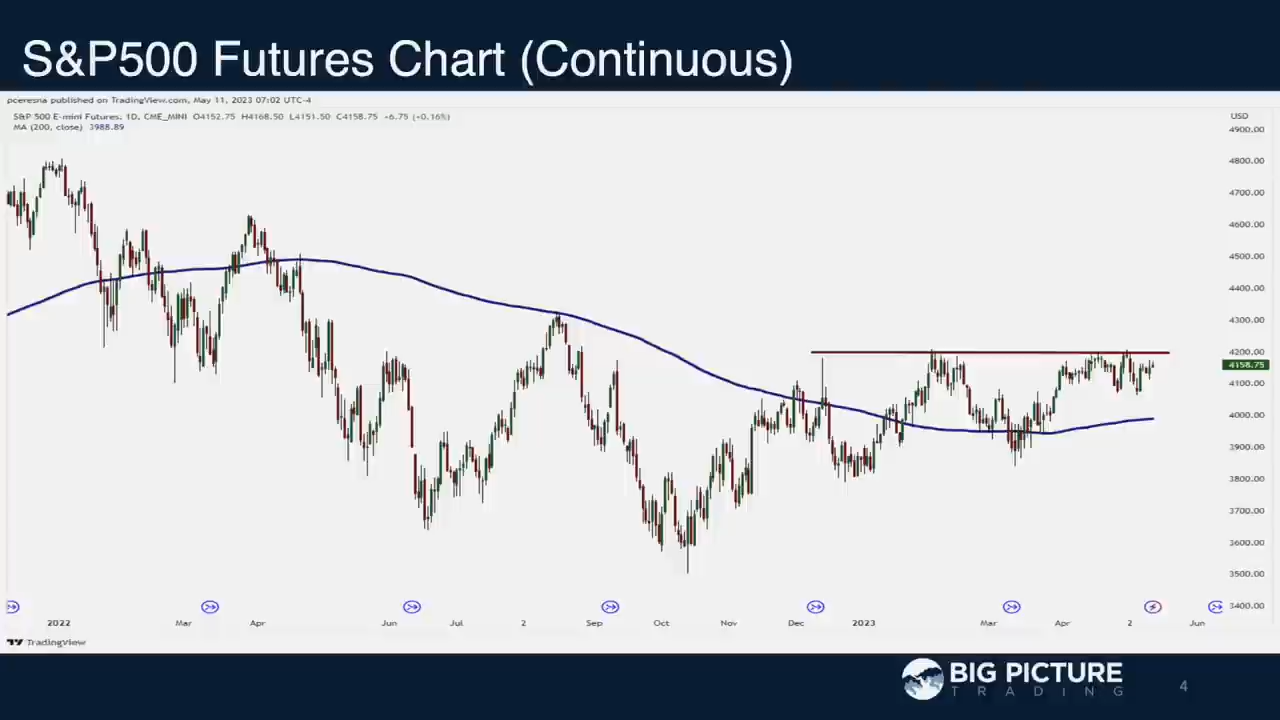 S&P500 Futures Chart (Continuous)
pceresna published on TradingView.com, May 11, 2023 07:02 UTC-4
S&P 500 E-mini Futures, 1D, CME_MINI O4152.75 H4168.50 L4151.50 C4158.75 +6.75 (+0.16%)
MA (200, close) 3988.89
USD
4900.00
4800.00
4700.00
4600.00
4500.00
4400.00
4300.00
4200.00
4158.75
4100.00
4000.00
3900.00
3800.00
3700.00
3600.00
3500.00
3400.00
2022 Mar Apr Jun Jul 2 Sep Oct Nov Dec 2023 Mar Apr 2 Jun
TradingView
BIG PICTURE
TRADING
4